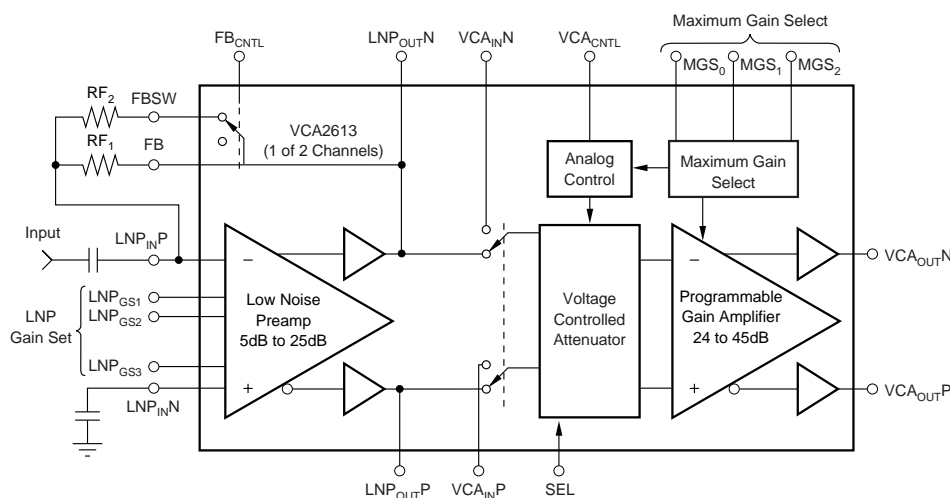 Maximum Gain Select
FB_CNTL
LNP_OUTN
VCA_INN
VCA_CNTL
MGS_0
MGS_1
MGS_2
RF_2
FBSW
RF_1
FB
VCA2613
(1 of 2 Channels)
Analog
Control
Maximum Gain
Select
Input
LNP_INP
LNP
Gain Set
LNP_GS1
LNP_GS2
LNP_GS3
LNP_INN
−
Low Noise
Preamp
5dB to 25dB
+
Voltage
Controlled
Attenuator
−
Programmable
Gain Amplifier
24 to 45dB
+
VCA_OUTN
VCA_OUTP
LNP_OUTP
VCA_INP
SEL